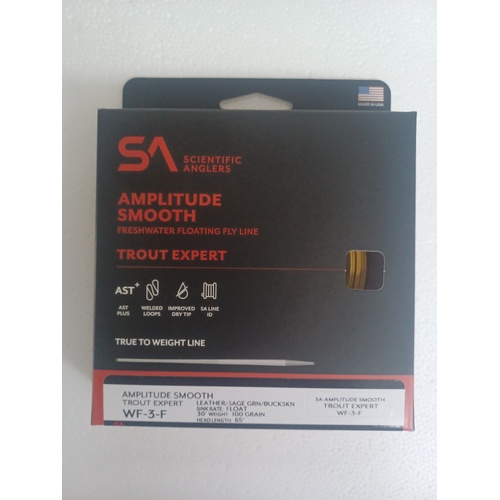 MADE IN USA
SA SCIENTIFIC
ANGLERS
AMPLITUDE
SMOOTH
FRESHWATER FLOATING FLY LINE
TROUT EXPERT
AST+
AST
PLUS
WELDED
LOOPS
IMPROVED
DRY TIP
SA LINE
ID
TRUE TO WEIGHT LINE
AMPLITUDE SMOOTH
TROUT EXPERT
WF-3-F
LEATHER/SAGE GRN/BUCKSKN
SINK RATE: FLOAT
30' WEIGHT: 100 GRAIN
HEAD LENGTH: 65'
SA AMPLITUDE SMOOTH
TROUT EXPERT
WF-3-F